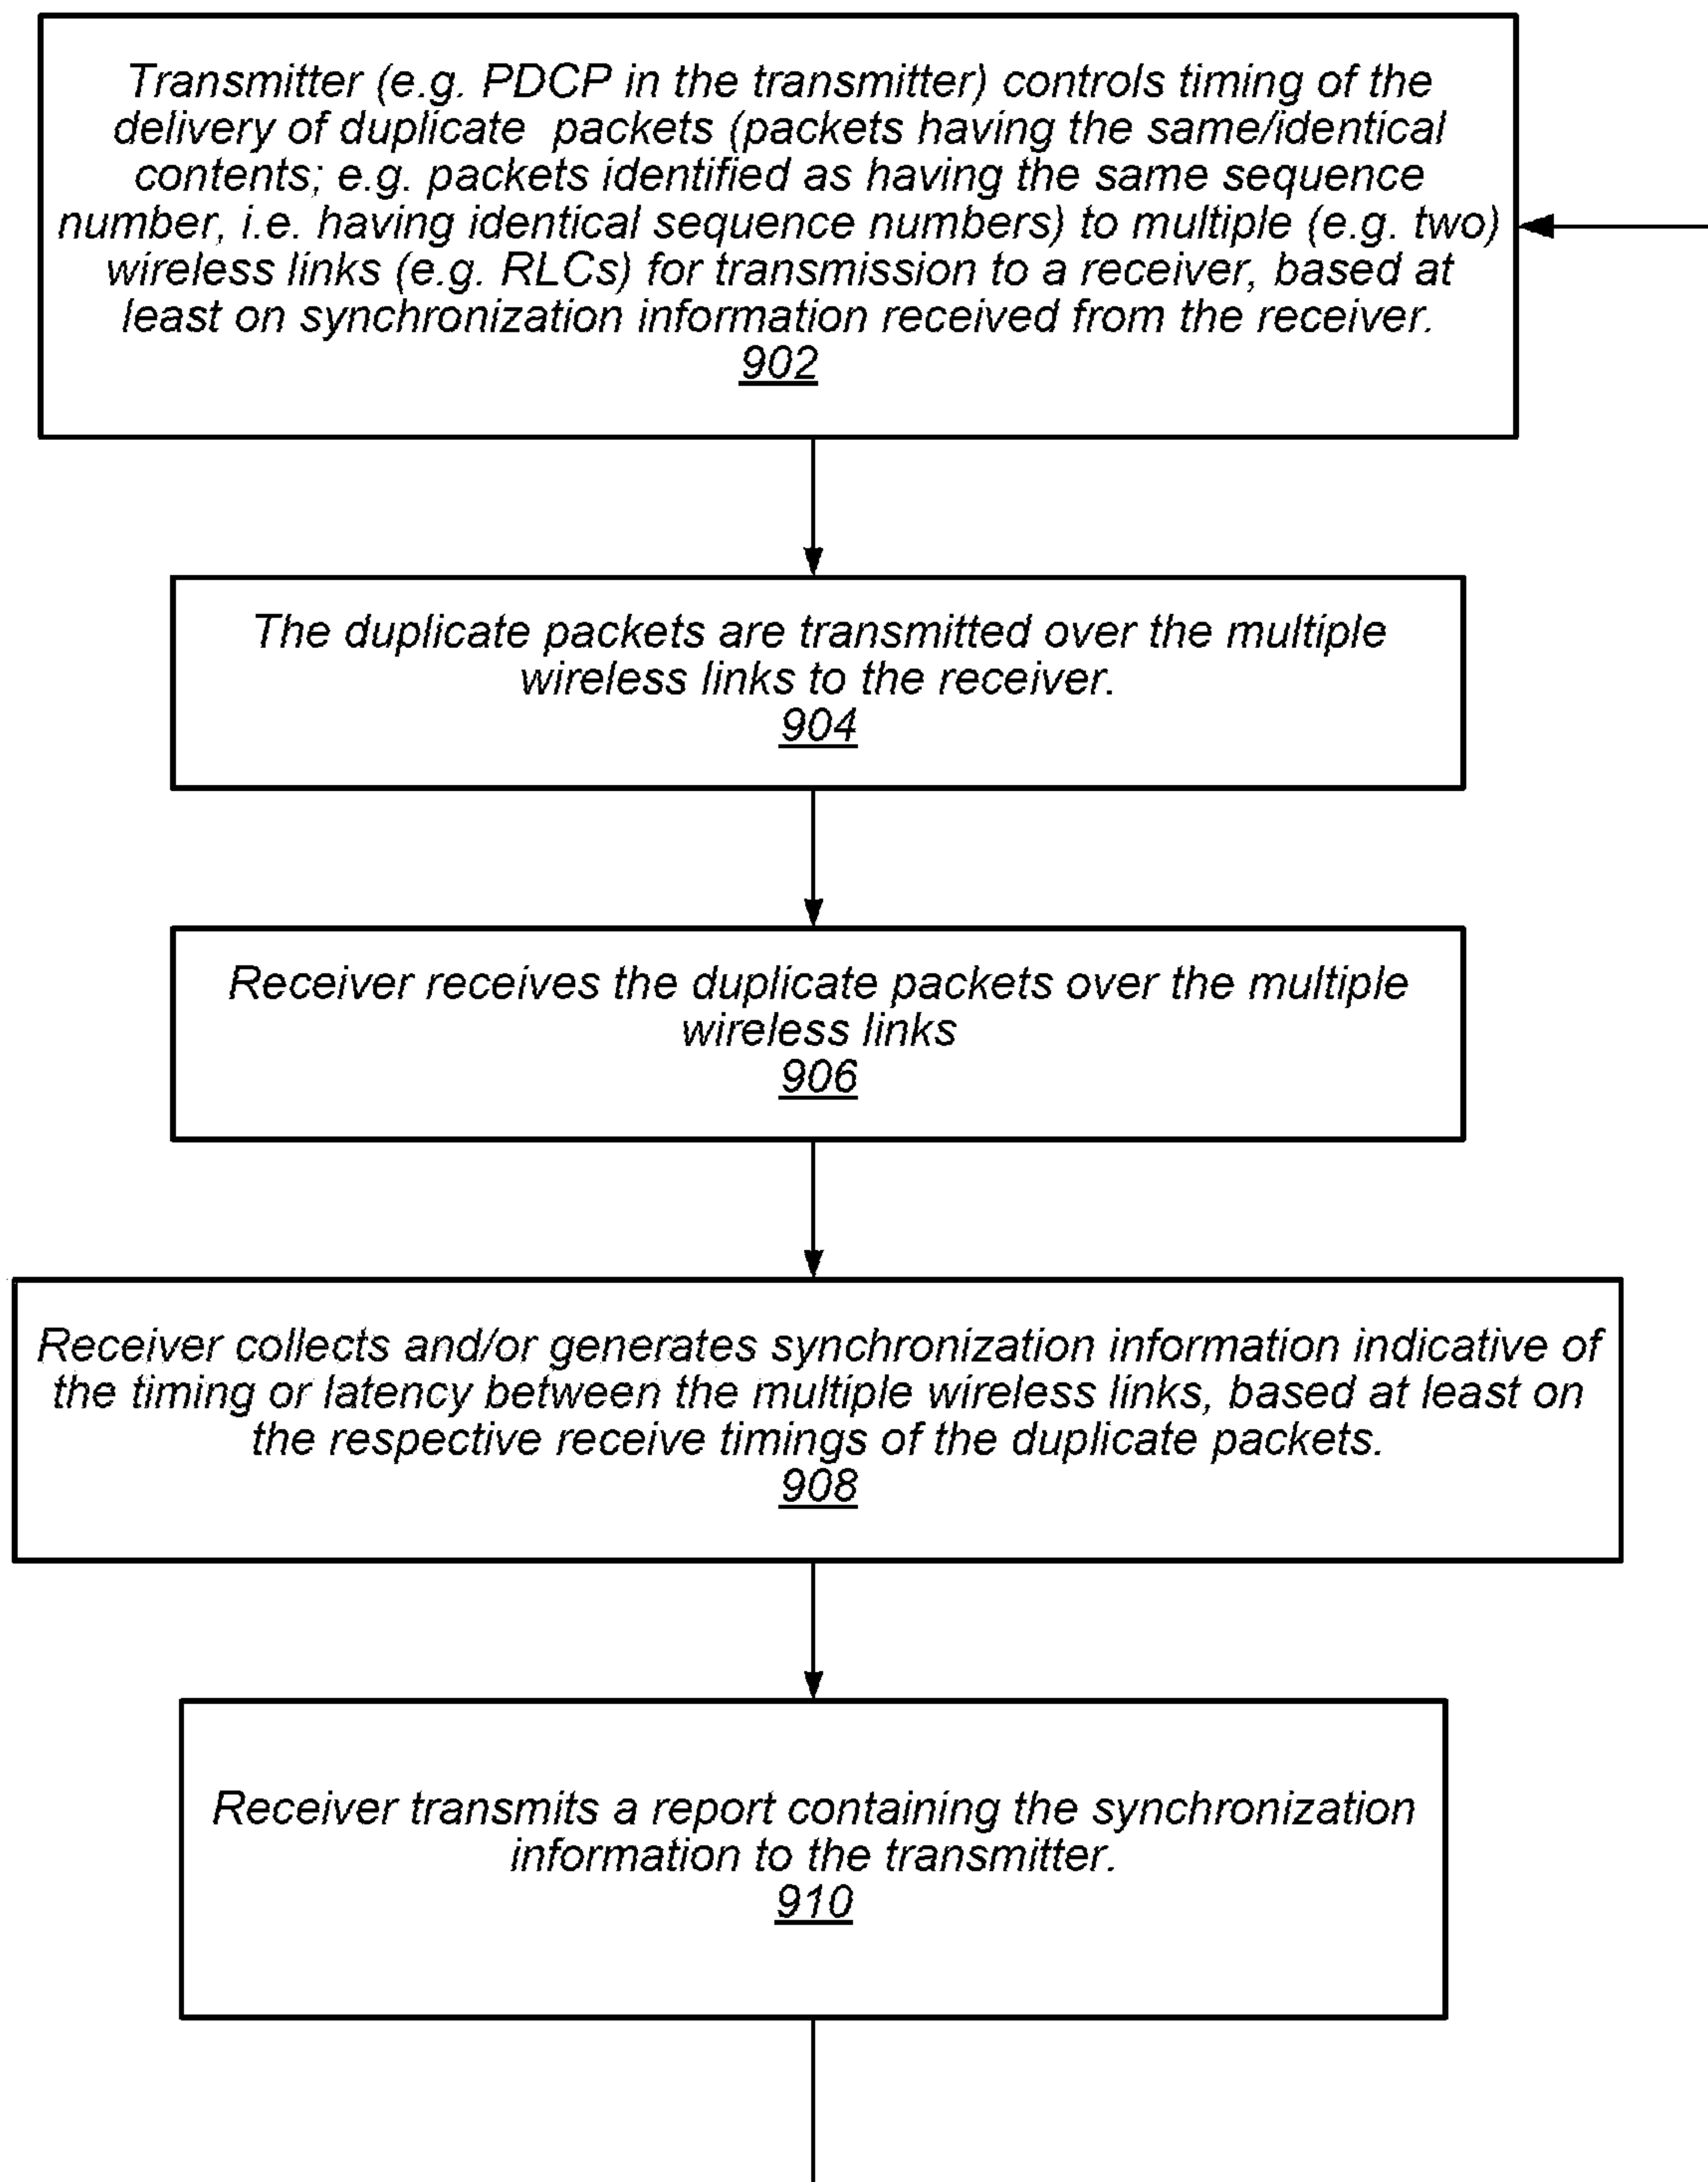 Transmitter (e.g. PDCP in the transmitter) controls timing of the
delivery of duplicate packets (packets having the same/identical
contents; e.g. packets identified as having the same sequence
number, i.e. having identical sequence numbers) to multiple (e.g. two)
wireless links (e.g. RLCs) for transmission to a receiver, based at
least on synchronization information received from the receiver.
902
The duplicate packets are transmitted over the multiple
wireless links to the receiver.
904
Receiver receives the duplicate packets over the multiple
wireless links
906
Receiver collects and/or generates synchronization information indicative of
the timing or latency between the multiple wireless links, based at least on
the respective receive timings of the duplicate packets.
908
Receiver transmits a report containing the synchronization
information to the transmitter.
910